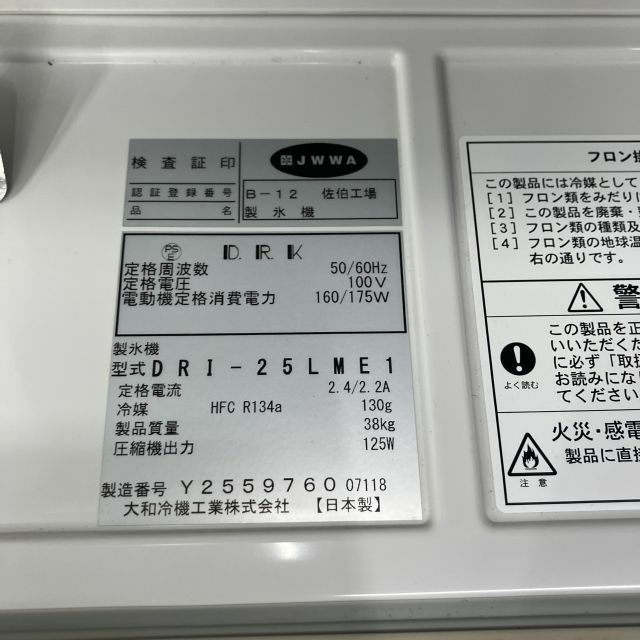 検査証印
JWWA
認証登録番号 B-12 佐伯工場
品名 製氷機
PSE D.R.K
定格周波数 50/60Hz
定格電圧 100V
電動機定格消費電力 160/175W
製氷機
型式 DRI-25LME1
定格電流 2.4/2.2A
冷媒 HFC R134a 130g
製品質量 38kg
圧縮機出力 125W
製造番号 Y2559760 07118
大和冷機工業株式会社 【日本製】
フロン
この製品には冷媒として
[1] フロン類をみだりに
[2] この製品を廃棄・
[3] フロン類の種類及
[4] フロン類の地球温
右の通りです。
警
この製品を正
いいただくた
に必ず「取扱
お読みにな
てください
よく読む
火災・感電
製品に直接
注意